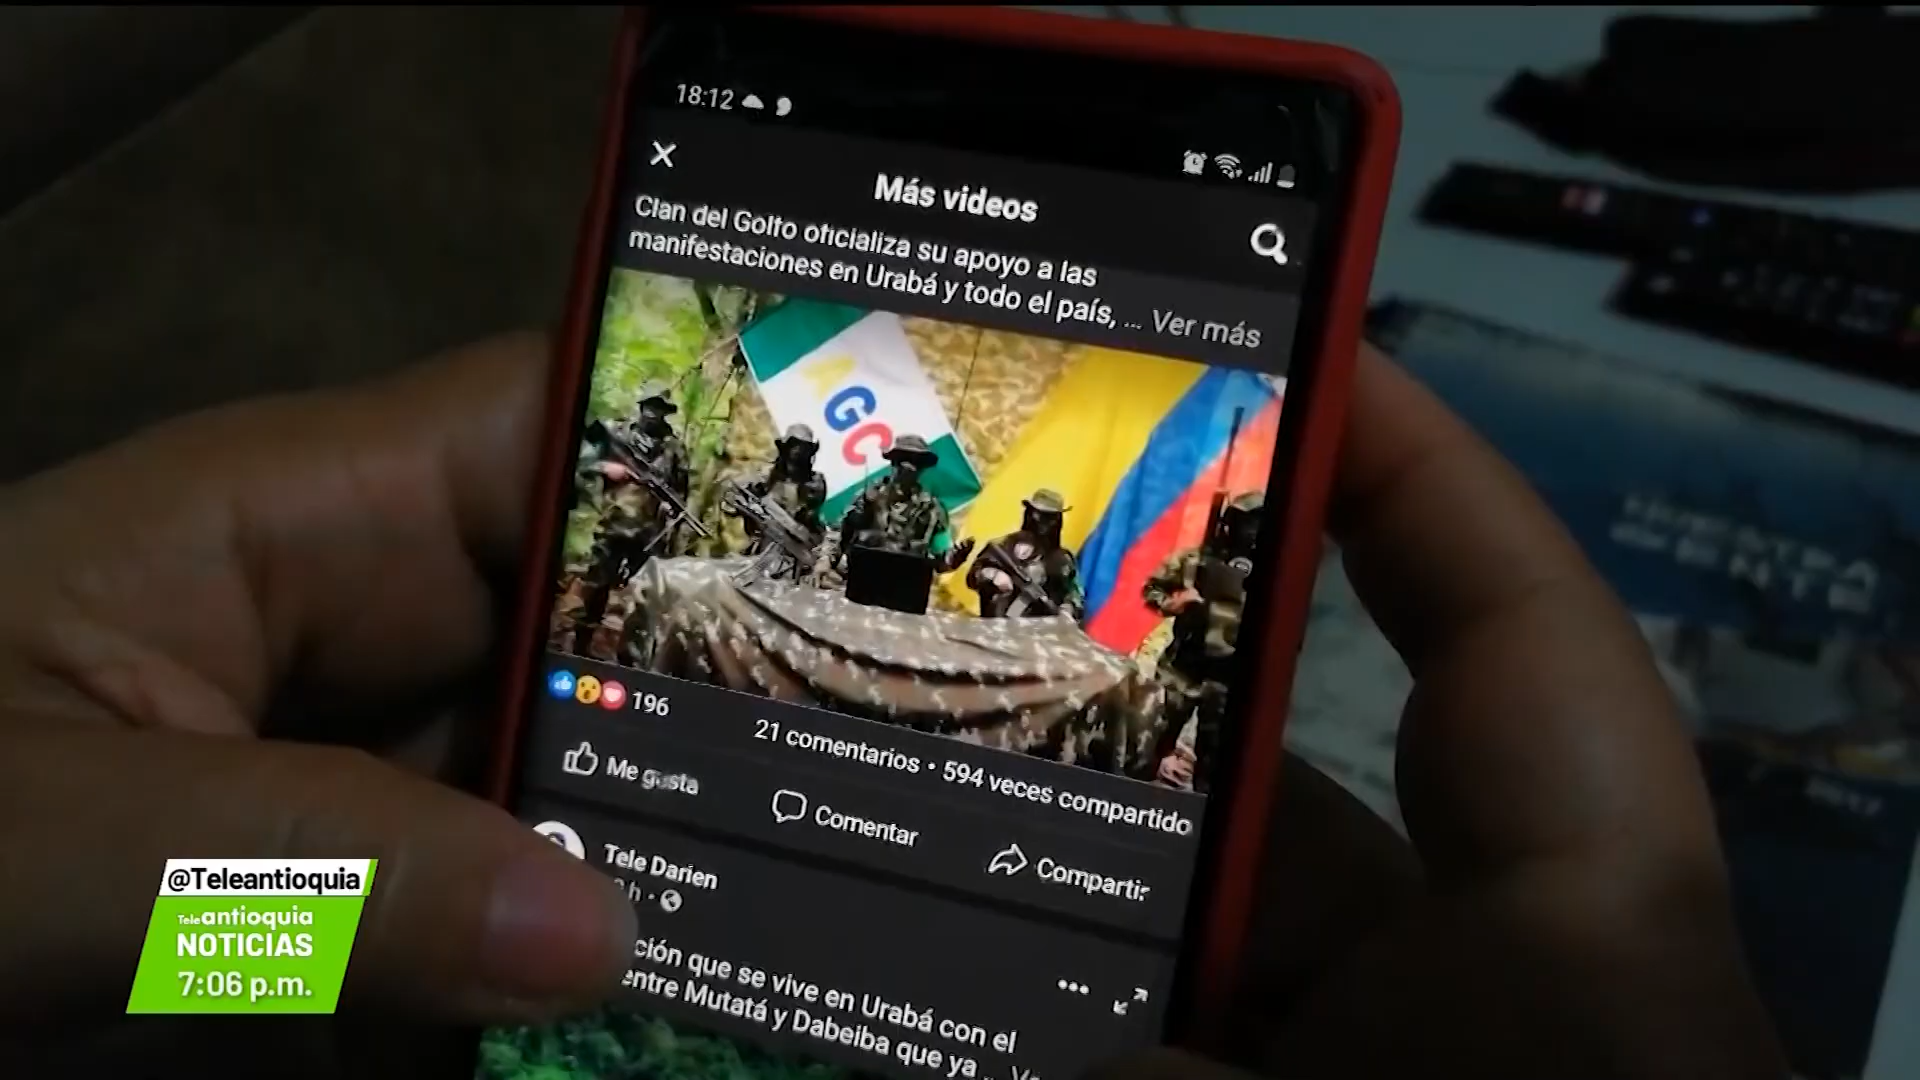 18:12
Más videos
Clan del Golfo oficializa su apoyo a las
manifestaciones en Urabá y todo el país, ... Ver más
AGC
196
21 comentarios • 594 veces compartido
Me gusta
Comentar
Compartir
Tele Darien
h ·
ción que se vive en Urabá con el
entre Mutatá y Dabeiba que ya ...
@Teleantioquia
Teleantioquia
NOTICIAS
7:06 p.m.